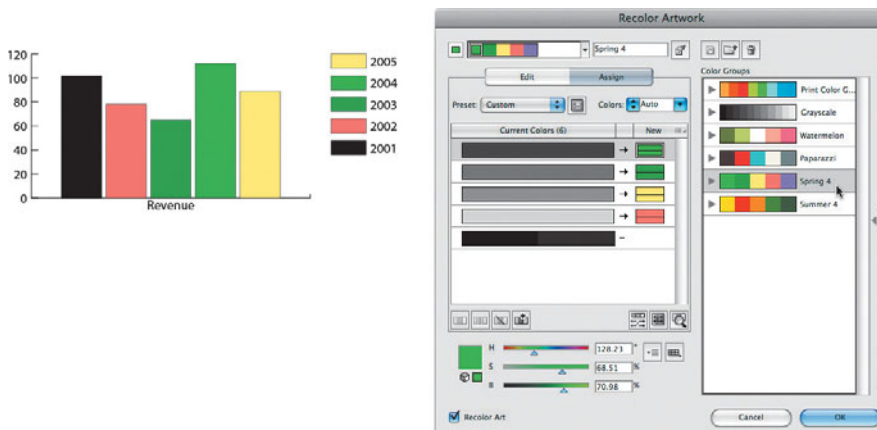 120
100
80
60
40
20
0
Revenue
2005
2004
2003
2002
2001
Recolor Artwork
Spring 4
Edit
Assign
Preset: Custom
Colors: Auto
Current Colors (6)
New
H
128.23
°
S
68.51
%
B
70.98
%
Recolor Art
Color Groups
Print Color G...
Grayscale
Watermelon
Paparazzi
Spring 4
Summer 4
Cancel
OK